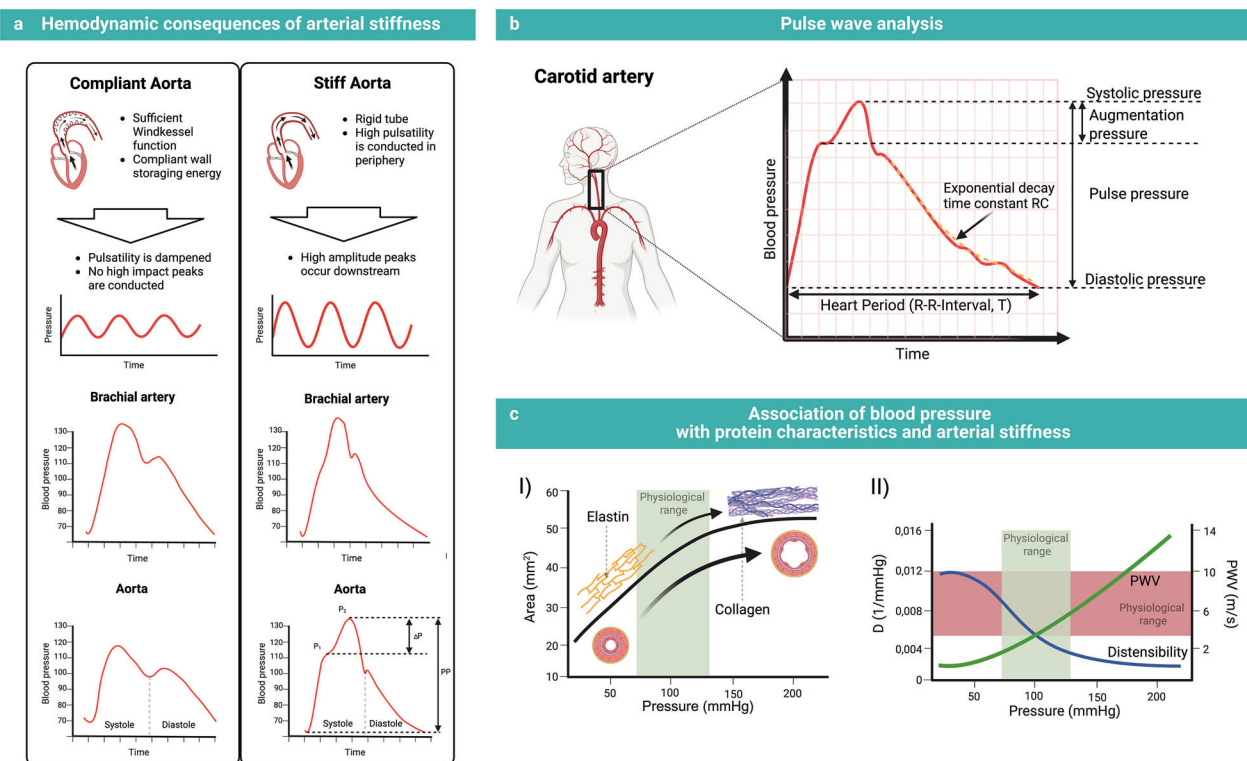 a Hemodynamic consequences of arterial stiffness
Compliant Aorta
• Sufficient
Windkessel
function
• Compliant wall
storaging energy
• Pulsatility is dampened
• No high impact peaks
are conducted
Pressure
Time
Brachial artery
Blood pressure
130
120
110
100
90
80
70
Time
Aorta
Blood pressure
130
120
110
100
90
80
70
Systole
Diastole
Time
Stiff Aorta
• Rigid tube
• High pulsatility
is conducted in
periphery
• High amplitude peaks
occur downstream
Pressure
Time
Brachial artery
Blood pressure
130
120
110
100
90
80
70
Time
Aorta
Blood pressure
130
120
110
100
90
80
70
P₂
P₁
ΔP
PP
Systole
Diastole
Time
b Pulse wave analysis
Carotid artery
Blood pressure
Systolic pressure
Augmentation
pressure
Pulse pressure
Exponential decay
time constant RC
Diastolic pressure
Heart Period (R-R-Interval, T)
Time
c Association of blood pressure
with protein characteristics and arterial stiffness
I)
Area (mm²)
60
50
40
30
20
10
Elastin
Physiological
range
Collagen
50
100
150
200
Pressure (mmHg)
II)
D (1/mmHg)
0,016
0,012
0,008
0,004
0
Physiological
range
PWV
Physiological
range
Distensibility
14
10
6
2
PWV (m/s)
50
100
150
200
Pressure (mmHg)